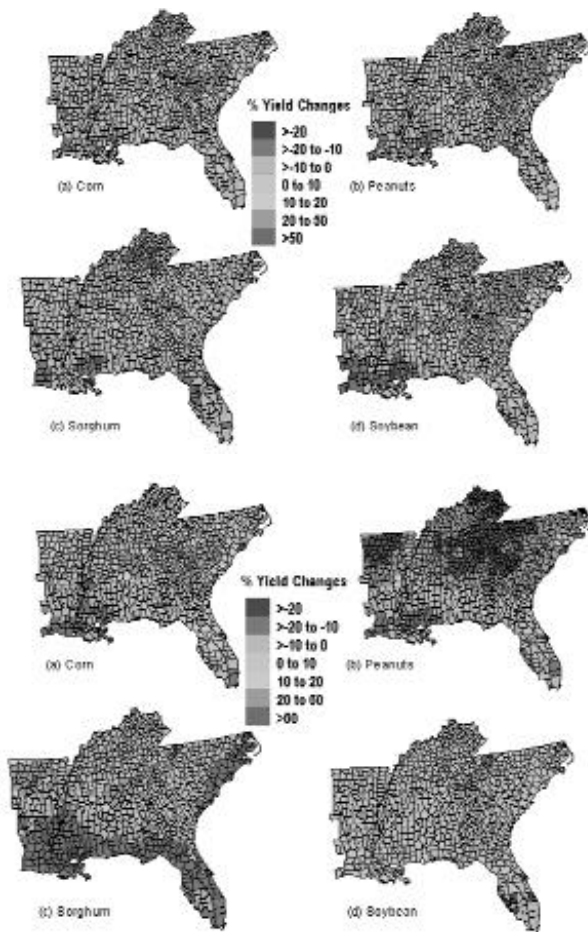 % Yield Changes
>-20
>-20 to -10
>-10 to 0
0 to 10
10 to 20
20 to 50
>50
(a) Corn
(b) Peanuts
(c) Sorghum
(d) Soybean
% Yield Changes
>-20
>-20 to -10
>-10 to 0
0 to 10
10 to 20
20 to 50
>50
(a) Corn
(b) Peanuts
(c) Sorghum
(d) Soybean